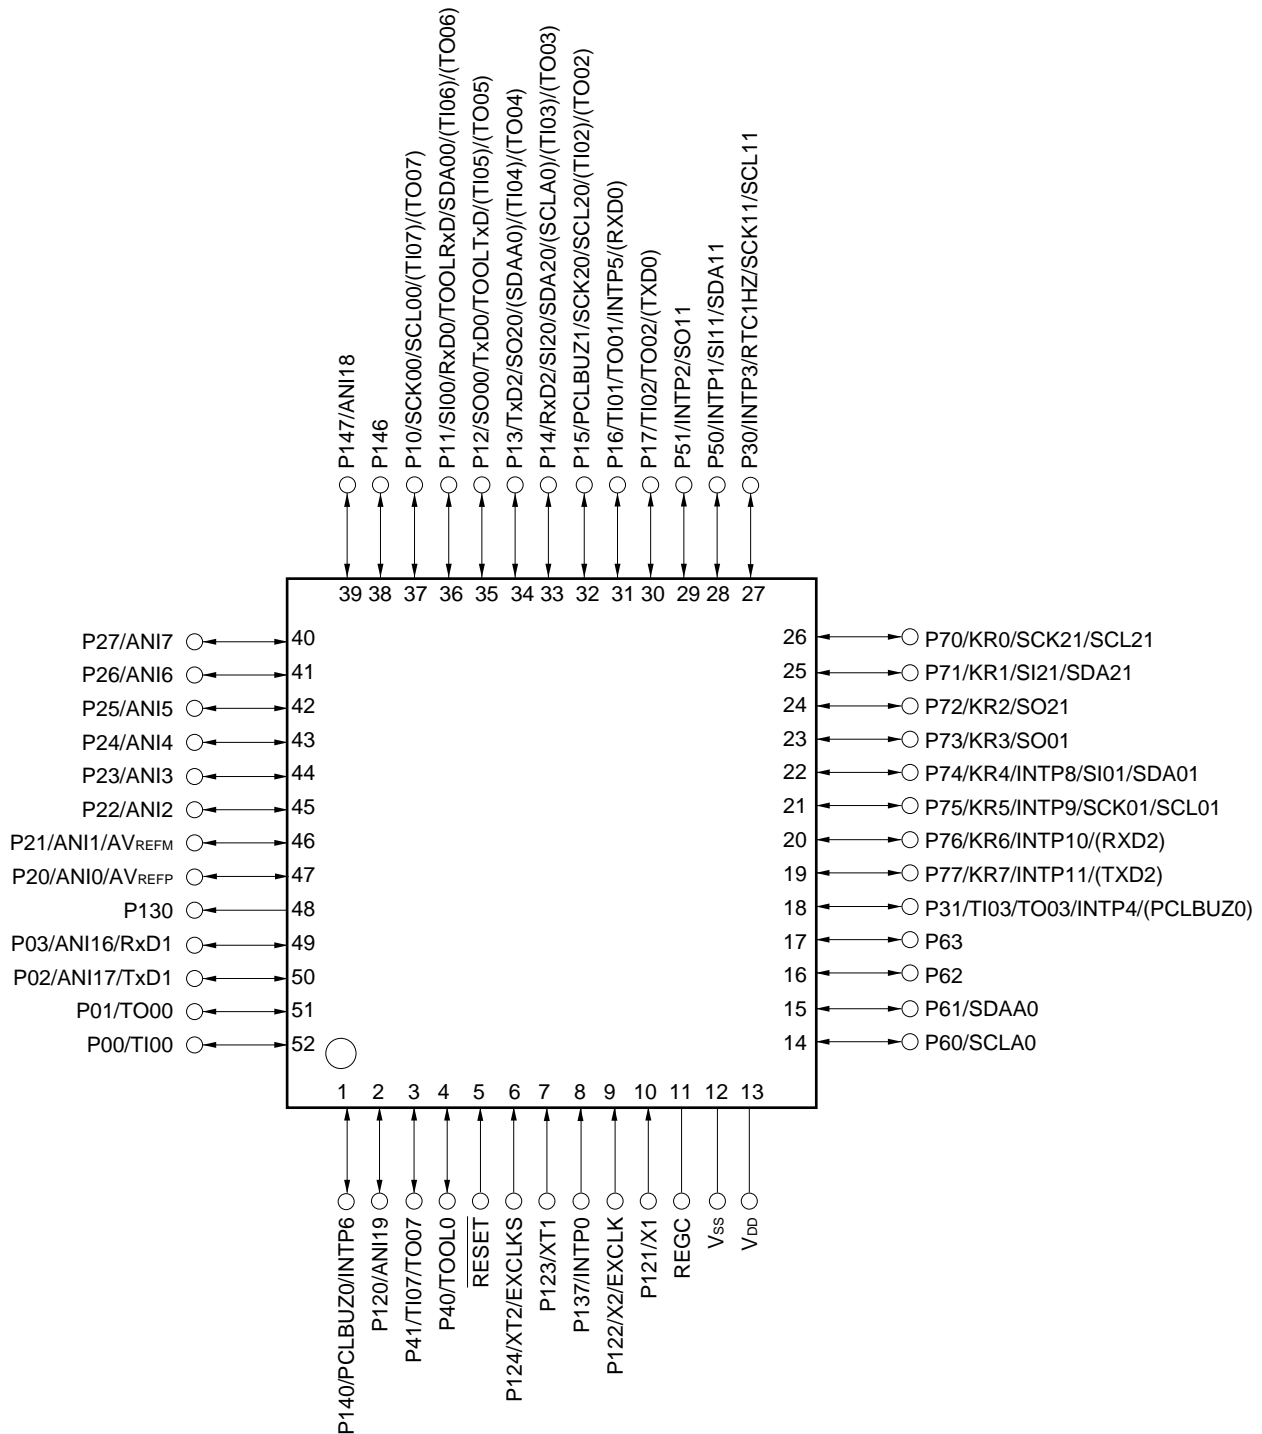 P147/ANI18
P146
P10/SCK00/SCL00/(TI07)/(TO07)
P11/SI00/RxD0/TOOLRxD/SDA00/(TI06)/(TO06)
P12/SO00/TxD0/TOOLTxD/(TI05)/(TO05)
P13/TxD2/SO20/(SDAA0)/(TI04)/(TO04)
P14/RxD2/SI20/SDA20/(SCLA0)/(TI03)/(TO03)
P15/PCLBUZ1/SCK20/SCL20/(TI02)/(TO02)
P16/TI01/TO01/INTP5/(RXD0)
P17/TI02/TO02/(TXD0)
P51/INTP2/SO11
P50/INTP1/SI11/SDA11
P30/INTP3/RTC1HZ/SCK11/SCL11
39 38 37 36 35 34 33 32 31 30 29 28 27
P27/ANI7 40
P26/ANI6 41
P25/ANI5 42
P24/ANI4 43
P23/ANI3 44
P22/ANI2 45
P21/ANI1/AVREFM 46
P20/ANI0/AVREFP 47
P130 48
P03/ANI16/RxD1 49
P02/ANI17/TxD1 50
P01/TO00 51
P00/TI00 52
26 P70/KR0/SCK21/SCL21
25 P71/KR1/SI21/SDA21
24 P72/KR2/SO21
23 P73/KR3/SO01
22 P74/KR4/INTP8/SI01/SDA01
21 P75/KR5/INTP9/SCK01/SCL01
20 P76/KR6/INTP10/(RXD2)
19 P77/KR7/INTP11/(TXD2)
18 P31/TI03/TO03/INTP4/(PCLBUZ0)
17 P63
16 P62
15 P61/SDAA0
14 P60/SCLA0
1 2 3 4 5 6 7 8 9 10 11 12 13
P140/PCLBUZ0/INTP6
P120/ANI19
P41/TI07/TO07
P40/TOOL0
RESET
P124/XT2/EXCLKS
P123/XT1
P137/INTP0
P122/X2/EXCLK
P121/X1
REGC
VSS
VDD